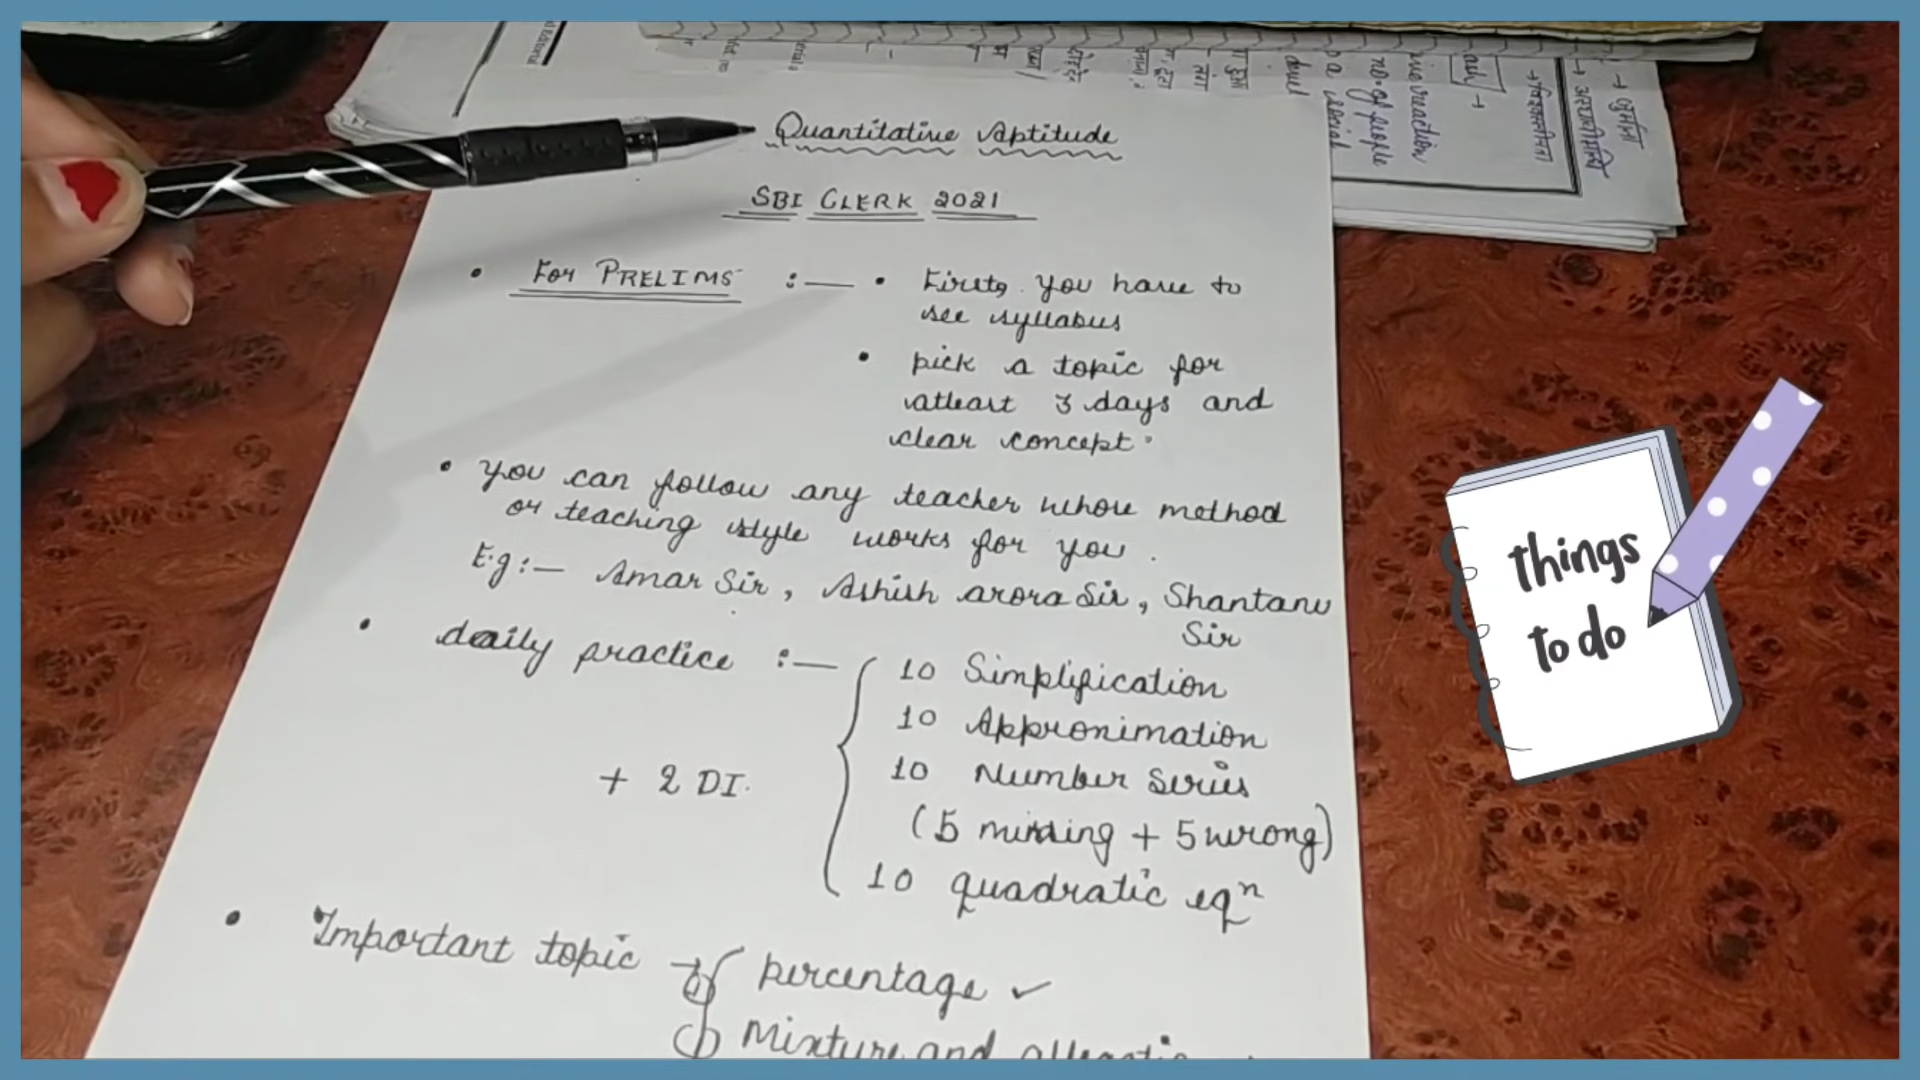 Quantitative Aptitude
SBI CLERK 2021
• For PRELIMS :— • Firstly you have to
see syllabus
• pick a topic for
atleast 3 days and
clear concept.
• you can follow any teacher whose method
or teaching style works for you.
E.g:— Amar Sir, Ashish arora Sir, Shantanu
Sir
• daily practice :— 10 Simplification
10 Approximation
+ 2 DI. 10 Number Series
(5 missing + 5 wrong)
10 quadratic eqn
• Important topic → percentage ✓
Mixture and
things
to do
no. of people